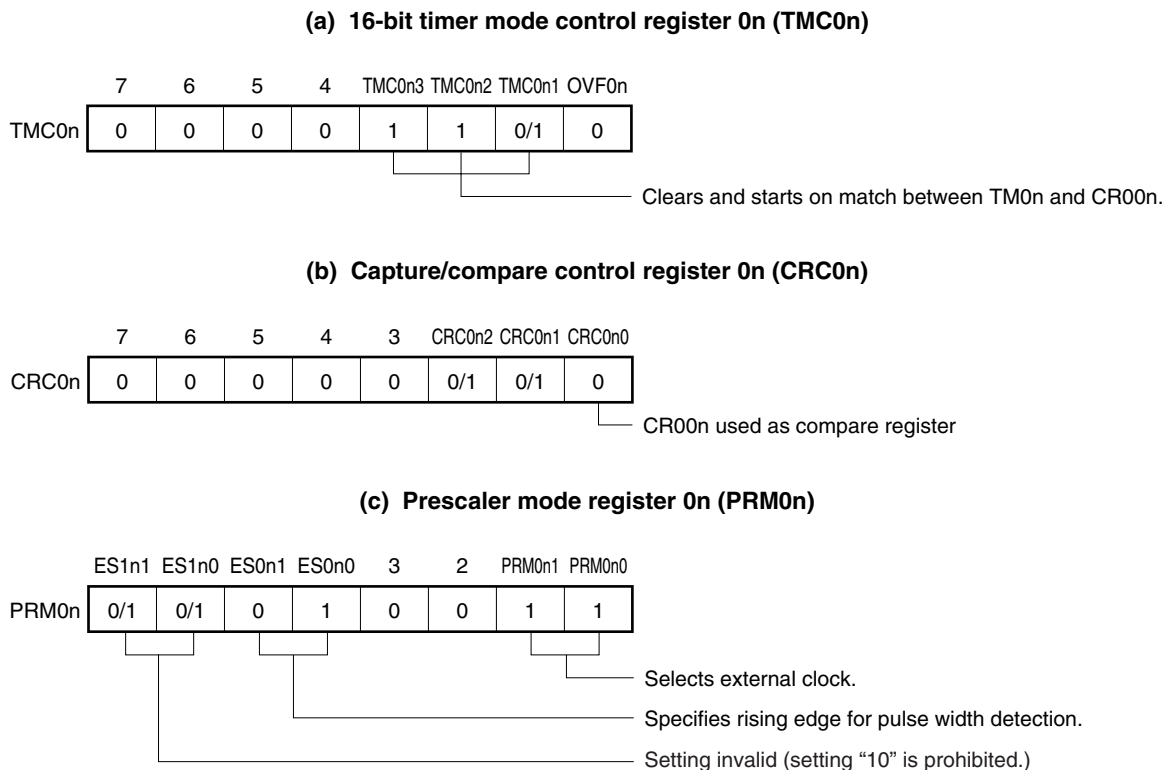 (a) 16-bit timer mode control register 0n (TMC0n)
7 6 5 4 TMC0n3 TMC0n2 TMC0n1 OVF0n
TMC0n 0 0 0 0 1 1 0/1 0
Clears and starts on match between TM0n and CR00n.
(b) Capture/compare control register 0n (CRC0n)
7 6 5 4 3 CRC0n2 CRC0n1 CRC0n0
CRC0n 0 0 0 0 0 0/1 0/1 0
CR00n used as compare register
(c) Prescaler mode register 0n (PRM0n)
ES1n1 ES1n0 ES0n1 ES0n0 3 2 PRM0n1 PRM0n0
PRM0n 0/1 0/1 0 1 0 0 1 1
Selects external clock.
Specifies rising edge for pulse width detection.
Setting invalid (setting “10” is prohibited.)